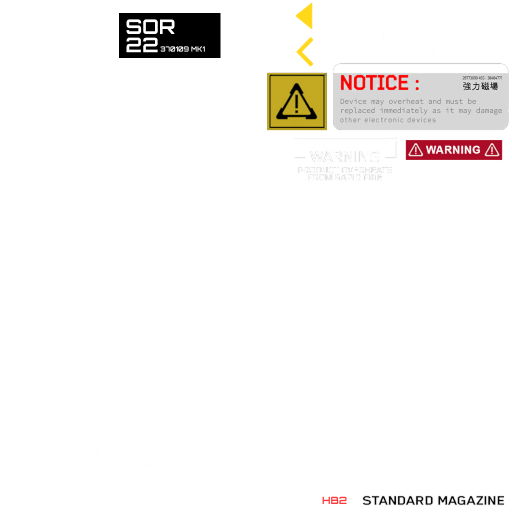 SOR
22 370109 MK1
NOTICE :
強力磁場
Device may overheat and must be
replaced immediately as it may damage
other electronic devices
WARNING
WARNING
HB2 STANDARD MAGAZINE